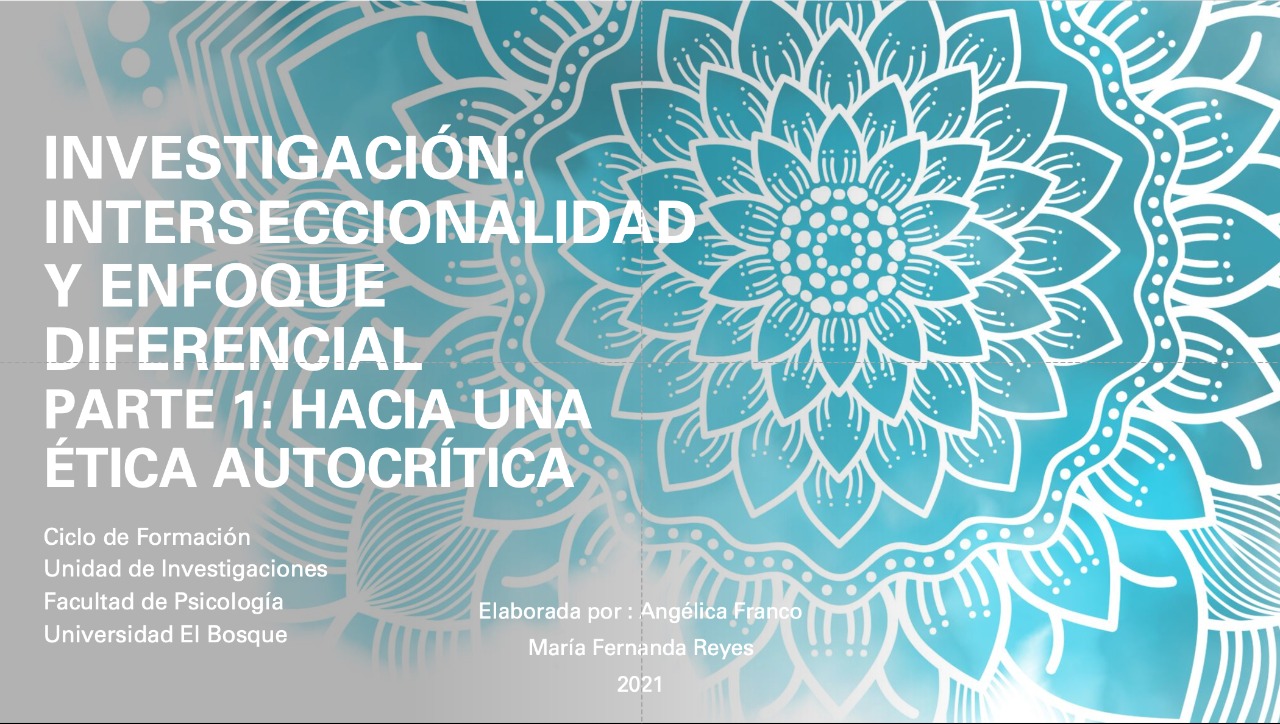 INVESTIGACIÓN.
INTERSECCIONALIDAD
Y ENFOQUE
DIFERENCIAL
PARTE 1: HACIA UNA
ÉTICA AUTOCRÍTICA
Ciclo de Formación
Unidad de Investigaciones
Facultad de Psicología
Universidad El Bosque
Elaborada por : Angélica Franco
María Fernanda Reyes
2021